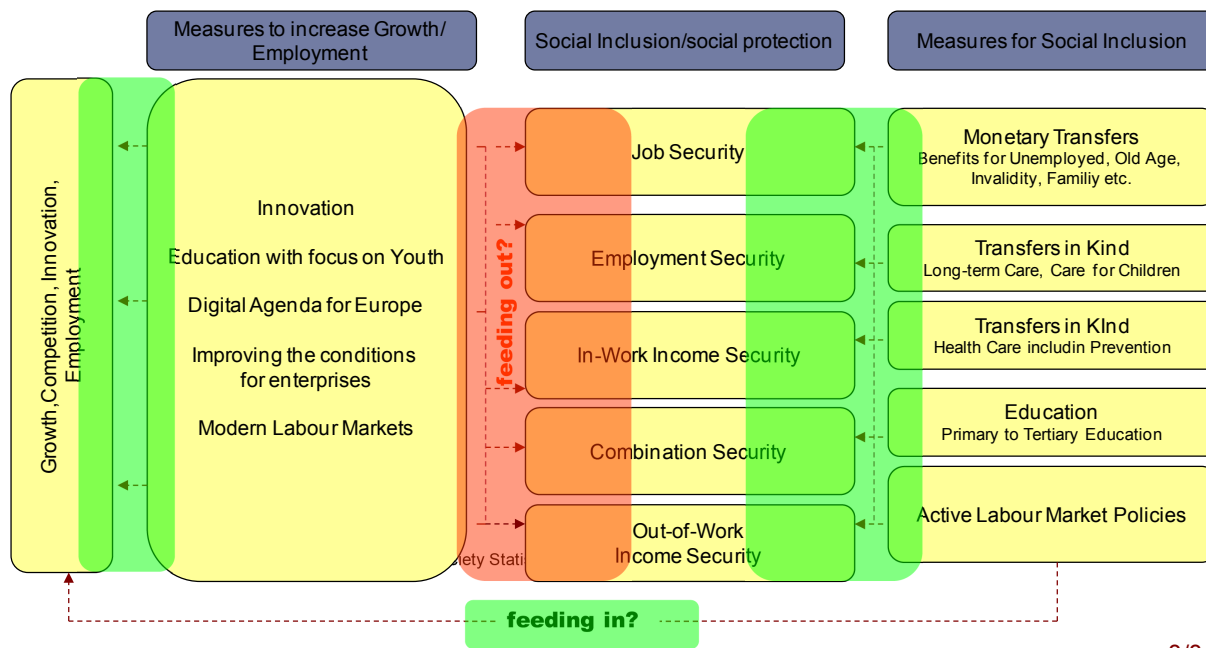 Measures to increase Growth/
Employment
Social Inclusion/social protection
Measures for Social Inclusion
Growth,Competition, Innovation,
Employment
Innovation
Education with focus on Youth
Digital Agenda for Europe
Improving the conditions
for enterprises
Modern Labour Markets
feeding out?
Job Security
Employment Security
In-Work Income Security
Combination Security
Out-of-Work
Income Security
Monetary Transfers
Benefits for Unemployed, Old Age,
Invalidity, Familiy etc.
Transfers in Kind
Long-term Care, Care for Children
Transfers in KInd
Health Care includin Prevention
Education
Primary to Tertiary Education
Active Labour Market Policies
feeding in?